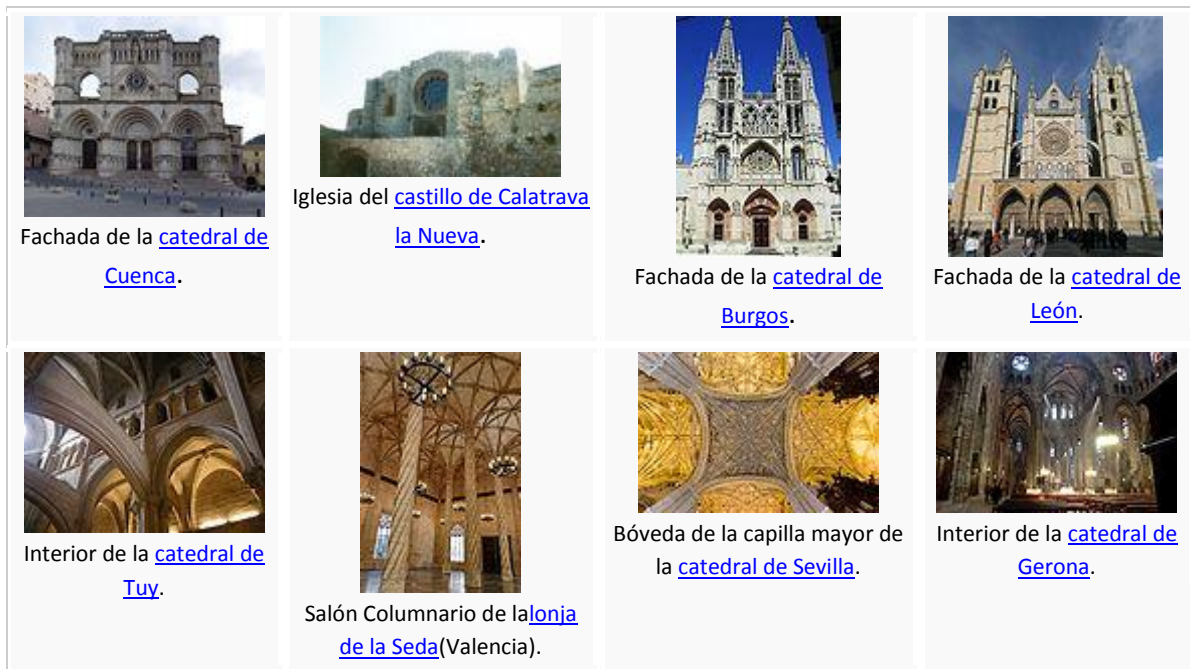 Fachada de la catedral de
Cuenca.
Iglesia del castillo de Calatrava
la Nueva.
Fachada de la catedral de
Burgos.
Fachada de la catedral de
León.
Interior de la catedral de
Tuy.
Salón Columnario de lalonja
de la Seda(Valencia).
Bóveda de la capilla mayor de
la catedral de Sevilla.
Interior de la catedral de
Gerona.